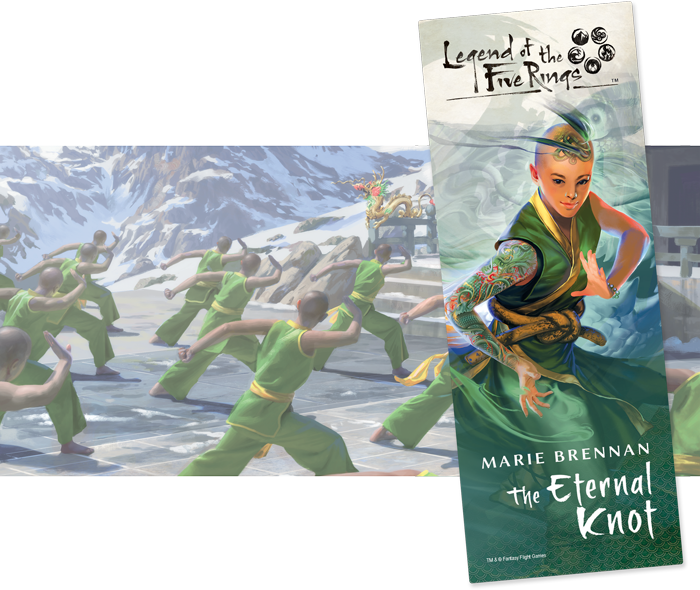 Legend of the
Five Rings
TM
MARIE BRENNAN
the Eternal
Knot
TM & © Fantasy Flight Games